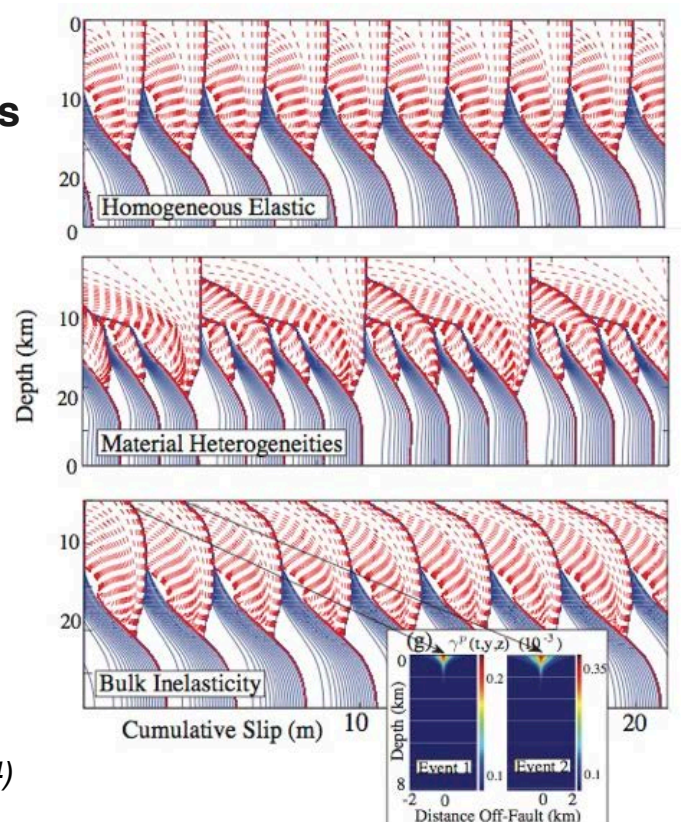 s
0
10
20
Homogeneous Elastic
0
10
Depth (km)
20
Material Heterogeneities
0
10
20
Bulk Inelasticity
Cumulative Slip (m) 10 20
(g) γᵖ (t,y,z) (10⁻³)
0 0.2 0.35
Depth (km)
Event 1 Event 2
8 0.1 0.1
-2 0 0 2
Distance Off-Fault (km)
4)